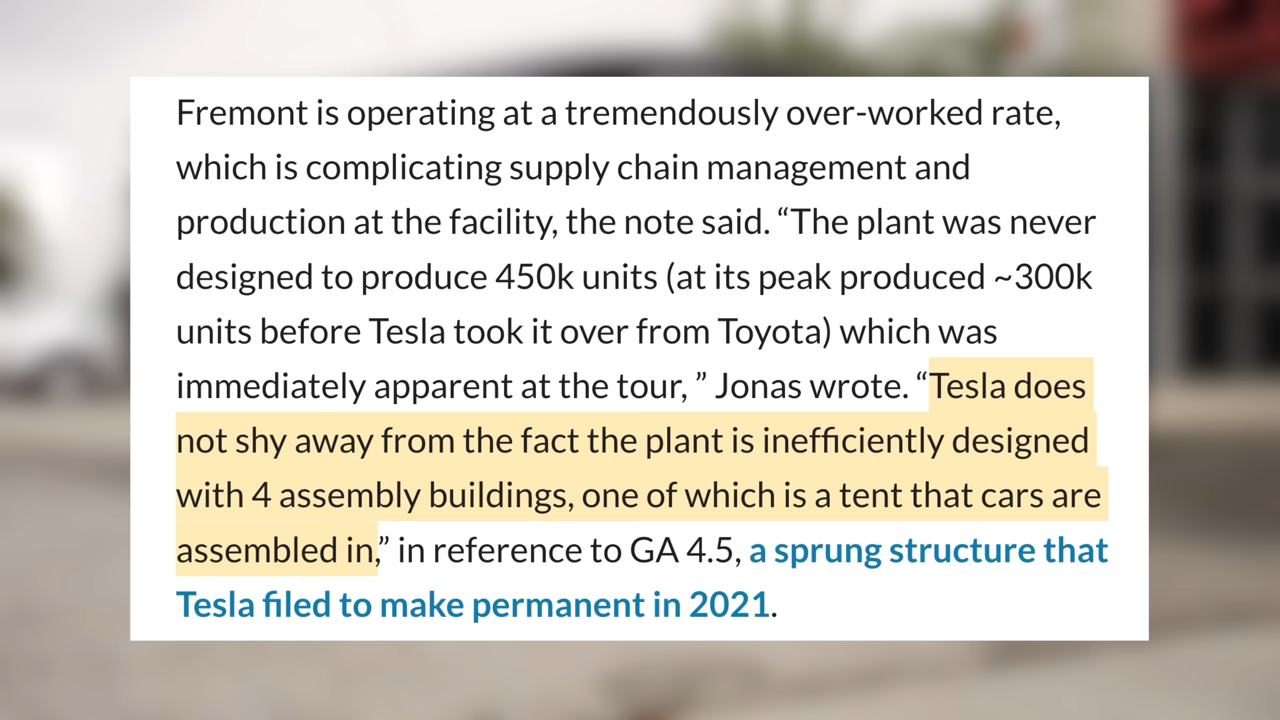 Fremont is operating at a tremendously over-worked rate,
which is complicating supply chain management and
production at the facility, the note said. “The plant was never
designed to produce 450k units (at its peak produced ~300k
units before Tesla took it over from Toyota) which was
immediately apparent at the tour, ” Jonas wrote. “Tesla does
not shy away from the fact the plant is inefficiently designed
with 4 assembly buildings, one of which is a tent that cars are
assembled in,” in reference to GA 4.5, a sprung structure that
Tesla filed to make permanent in 2021.